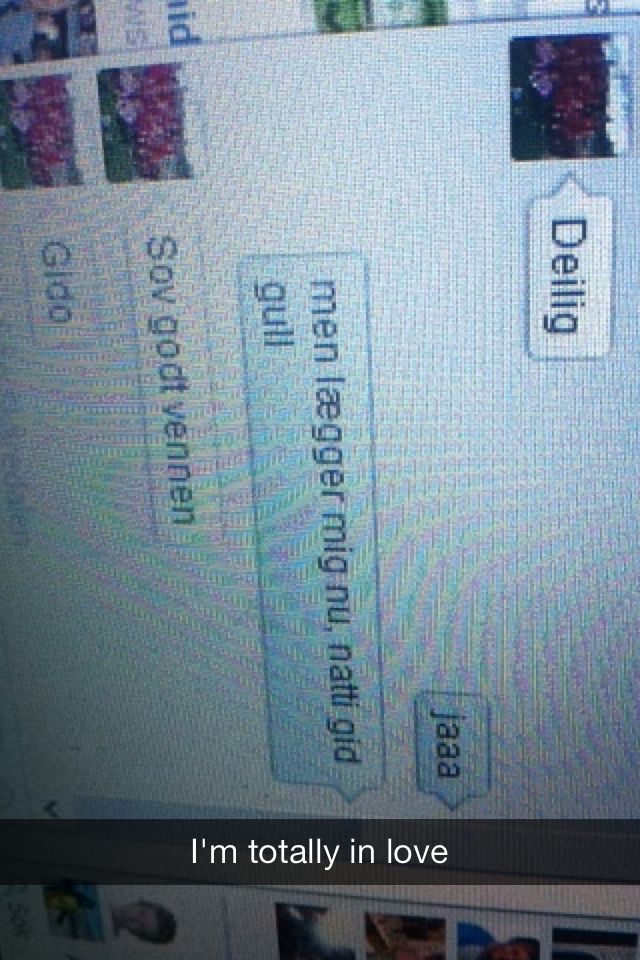 Deilig
jaaa
men lægger mig nu, natti gid
gull
Sov godt vennen
Gldo
I'm totally in love